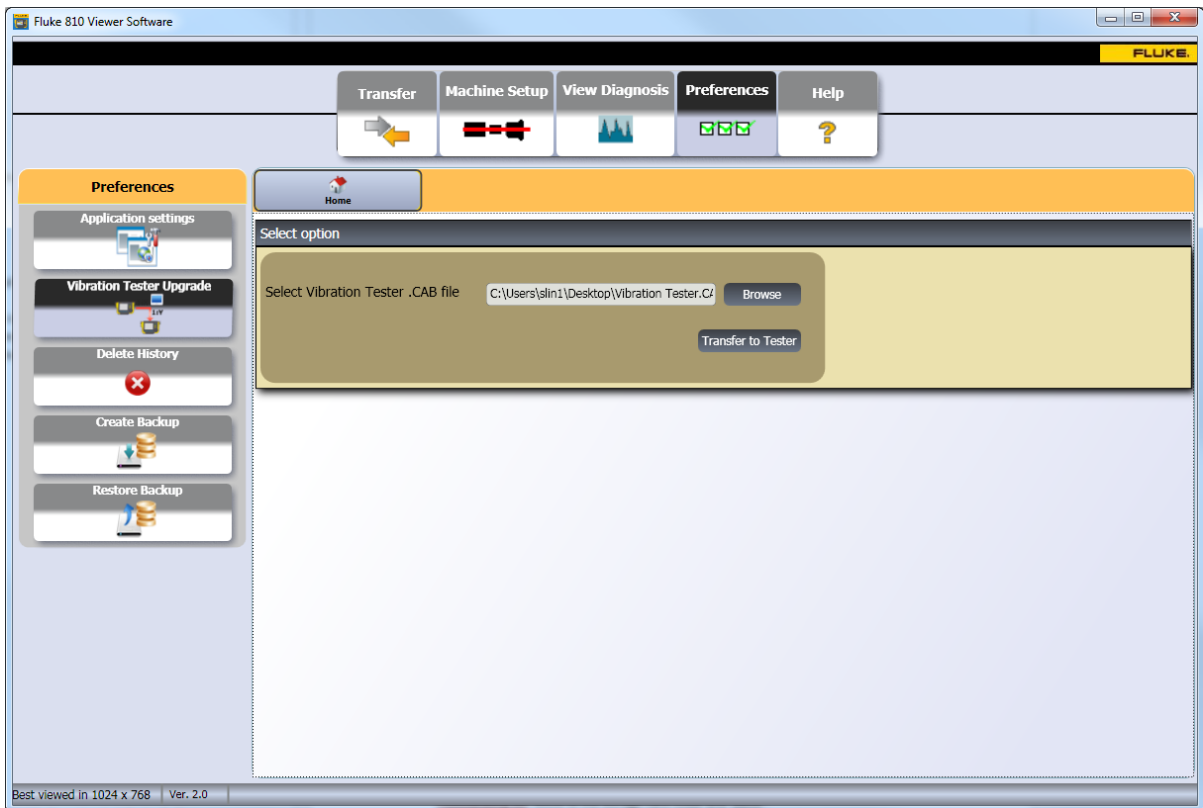 Fluke 810 Viewer Software
FLUKE.
Transfer
Machine Setup
View Diagnosis
Preferences
Help
Preferences
Home
Application settings
Select option
Vibration Tester Upgrade
Select Vibration Tester .CAB file
C:\Users\slin1\Desktop\Vibration Tester.CA
Browse
Transfer to Tester
Delete History
Create Backup
Restore Backup
Best viewed in 1024 x 768
Ver. 2.0